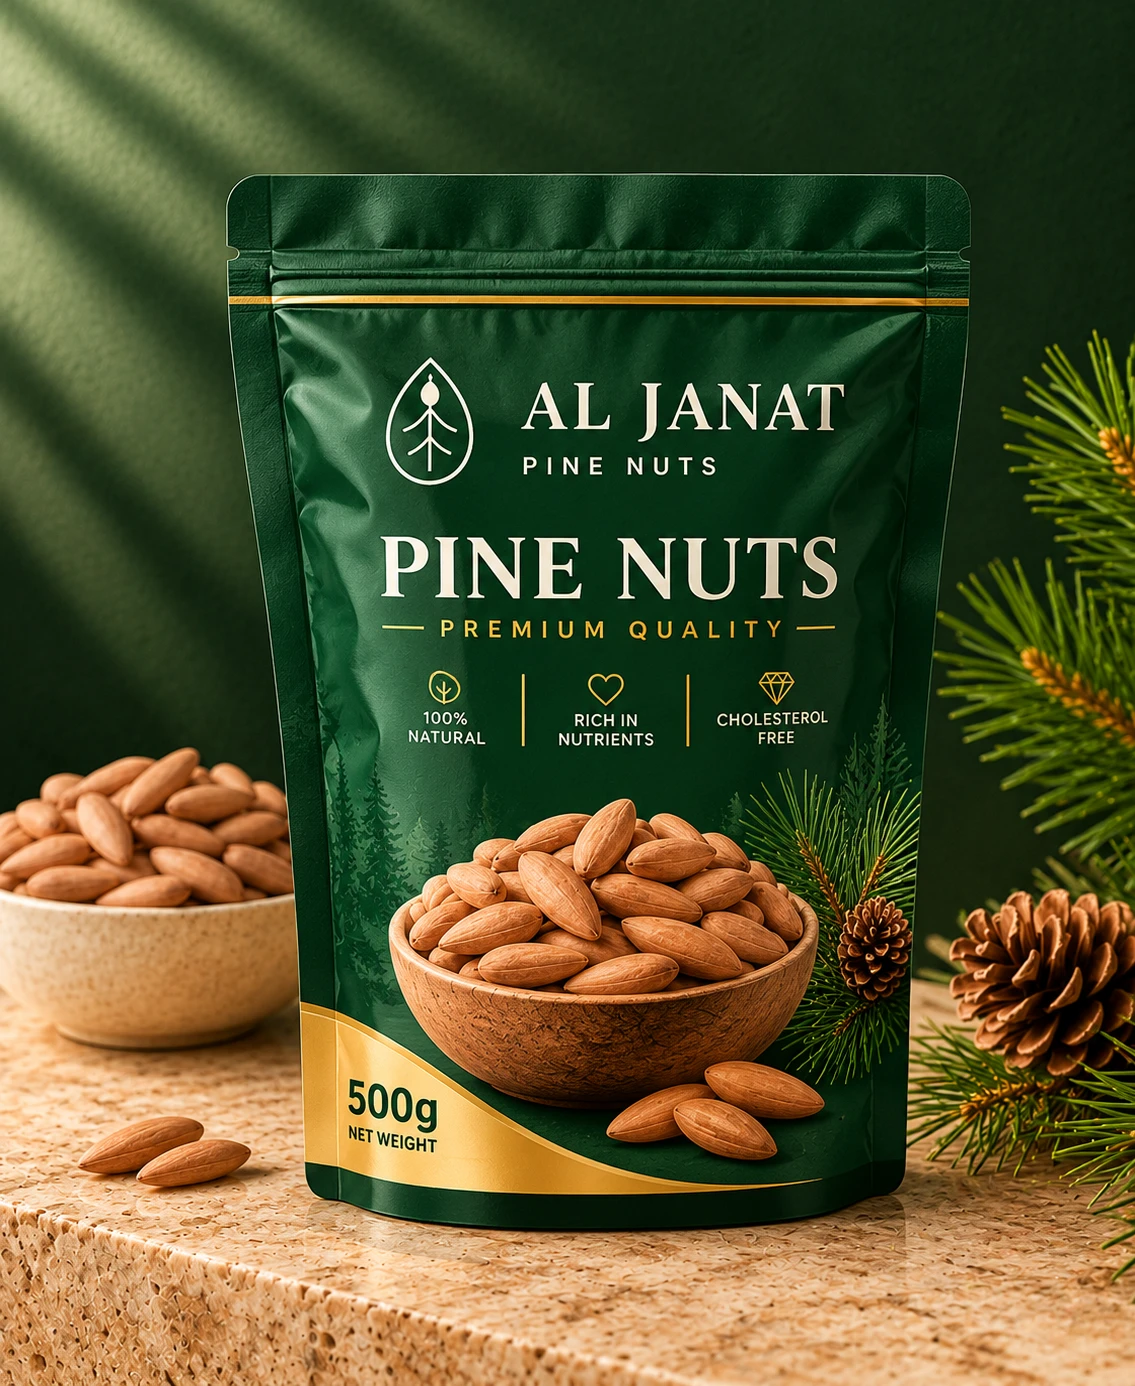 AL JANAT
PINE NUTS
PINE NUTS
PREMIUM QUALITY
100%
NATURAL
RICH IN
NUTRIENTS
CHOLESTEROL
FREE
500g
NET WEIGHT